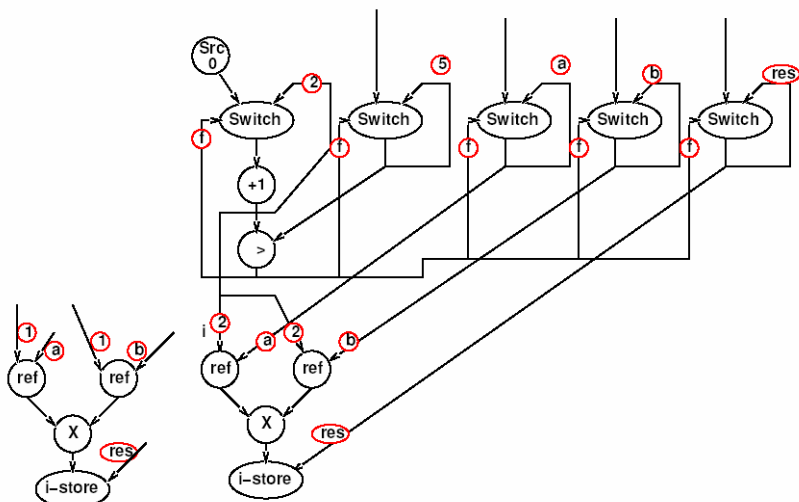 Src
0
2 5 a b res
Switch Switch Switch Switch Switch
f f f f f
+1
>
1 1 i 2 2
a b a b
ref ref ref ref
X X
res res
i-store i-store